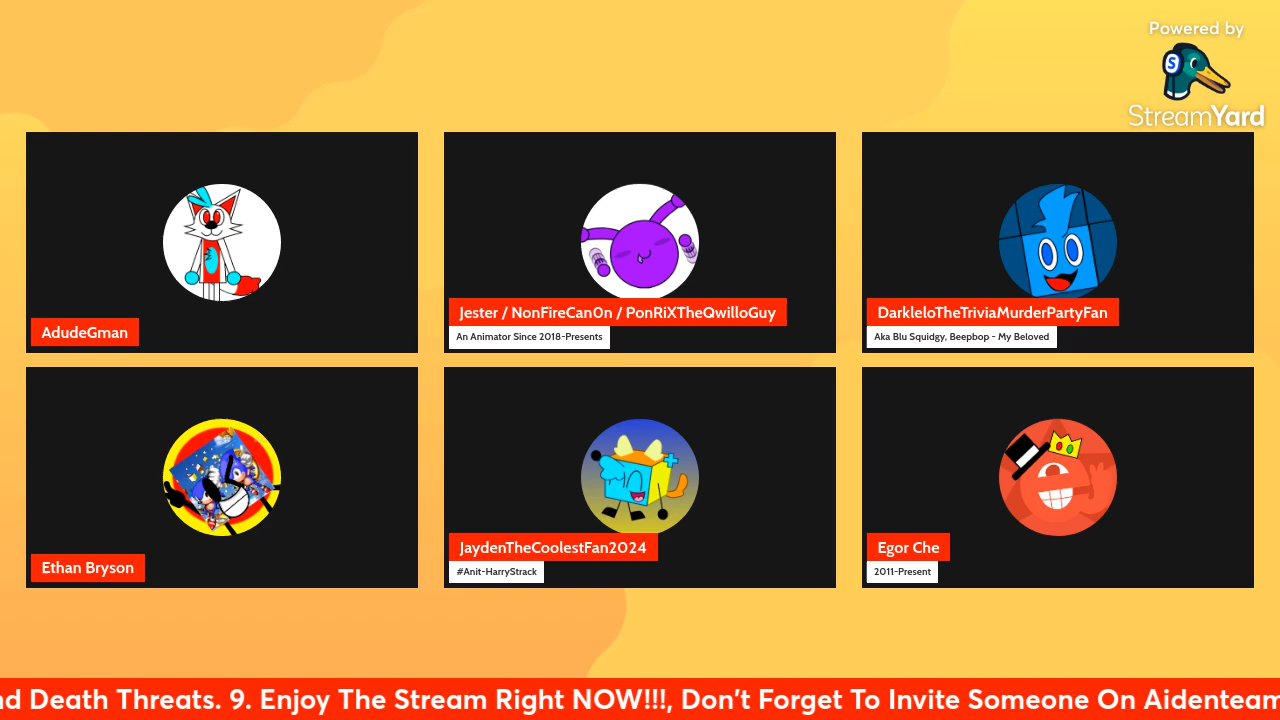 Powered by
StreamYard
AdudeGman
Jester / NonFireCan0n / PonRiXTheQwilloGuy
An Animator Since 2018-Presents
DarkleloTheTriviaMurderPartyFan
Aka Blu Squidgy, Beepbop - My Beloved
Ethan Bryson
JaydenTheCoolestFan2024
#Anit-HarryStrack
Egor Che
2011-Present
nd Death Threats. 9. Enjoy The Stream Right NOW!!!, Don't Forget To Invite Someone On Aidenteam